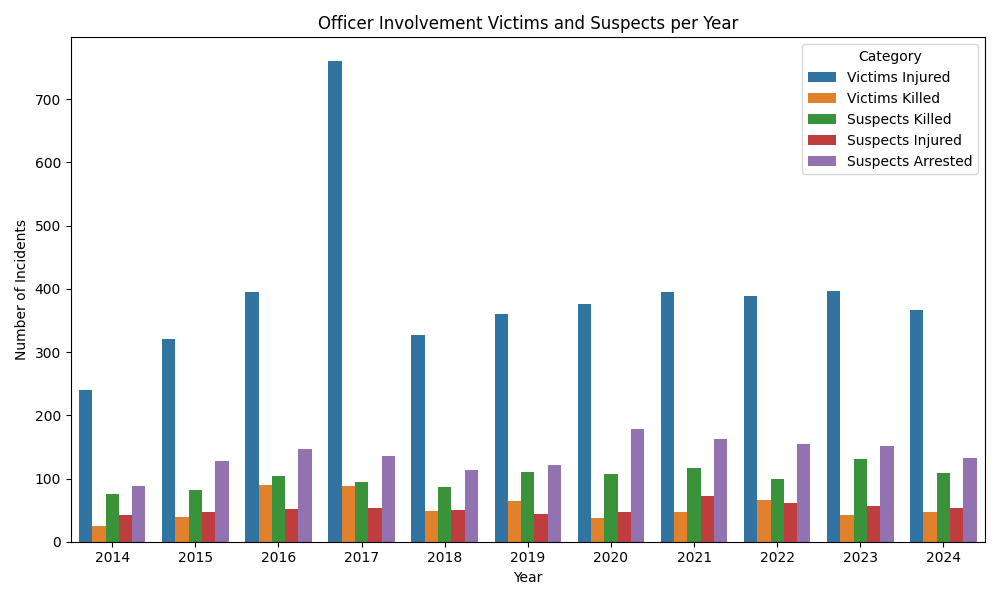 Officer Involvement Victims and Suspects per Year
Category
Victims Injured
Victims Killed
Suspects Killed
Suspects Injured
Suspects Arrested
Number of Incidents
700
600
500
400
300
200
100
0
2014 2015 2016 2017 2018 2019 2020 2021 2022 2023 2024
Year